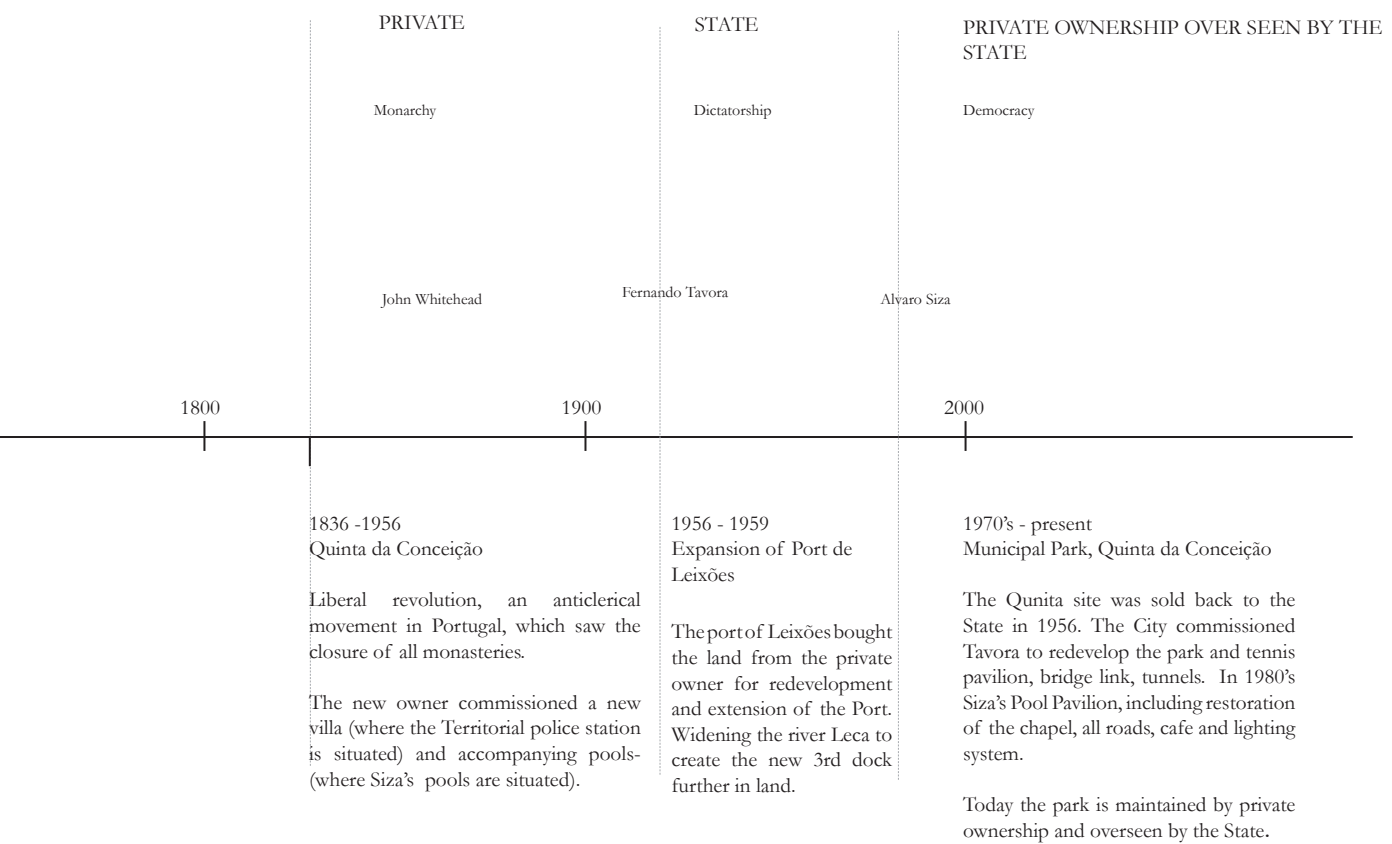 PRIVATE
STATE
PRIVATE OWNERSHIP OVER SEEN BY THE
STATE
Monarchy
Dictatorship
Democracy
John Whitehead
Fernando Tavora
Alvaro Siza
1800
1900
2000
1836 -1956
Quinta da Conceição
Liberal revolution, an anticlerical
movement in Portugal, which saw the
closure of all monasteries.
The new owner commissioned a new
villa (where the Territorial police station
is situated) and accompanying pools-
(where Siza's pools are situated).
1956 - 1959
Expansion of Port de
Leixões
The port of Leixões bought
the land from the private
owner for redevelopment
and extension of the Port.
Widening the river Leca to
create the new 3rd dock
further in land.
1970's - present
Municipal Park, Quinta da Conceição
The Qunita site was sold back to the
State in 1956. The City commissioned
Tavora to redevelop the park and tennis
pavilion, bridge link, tunnels. In 1980's
Siza's Pool Pavilion, including restoration
of the chapel, all roads, cafe and lighting
system.
Today the park is maintained by private
ownership and overseen by the State.